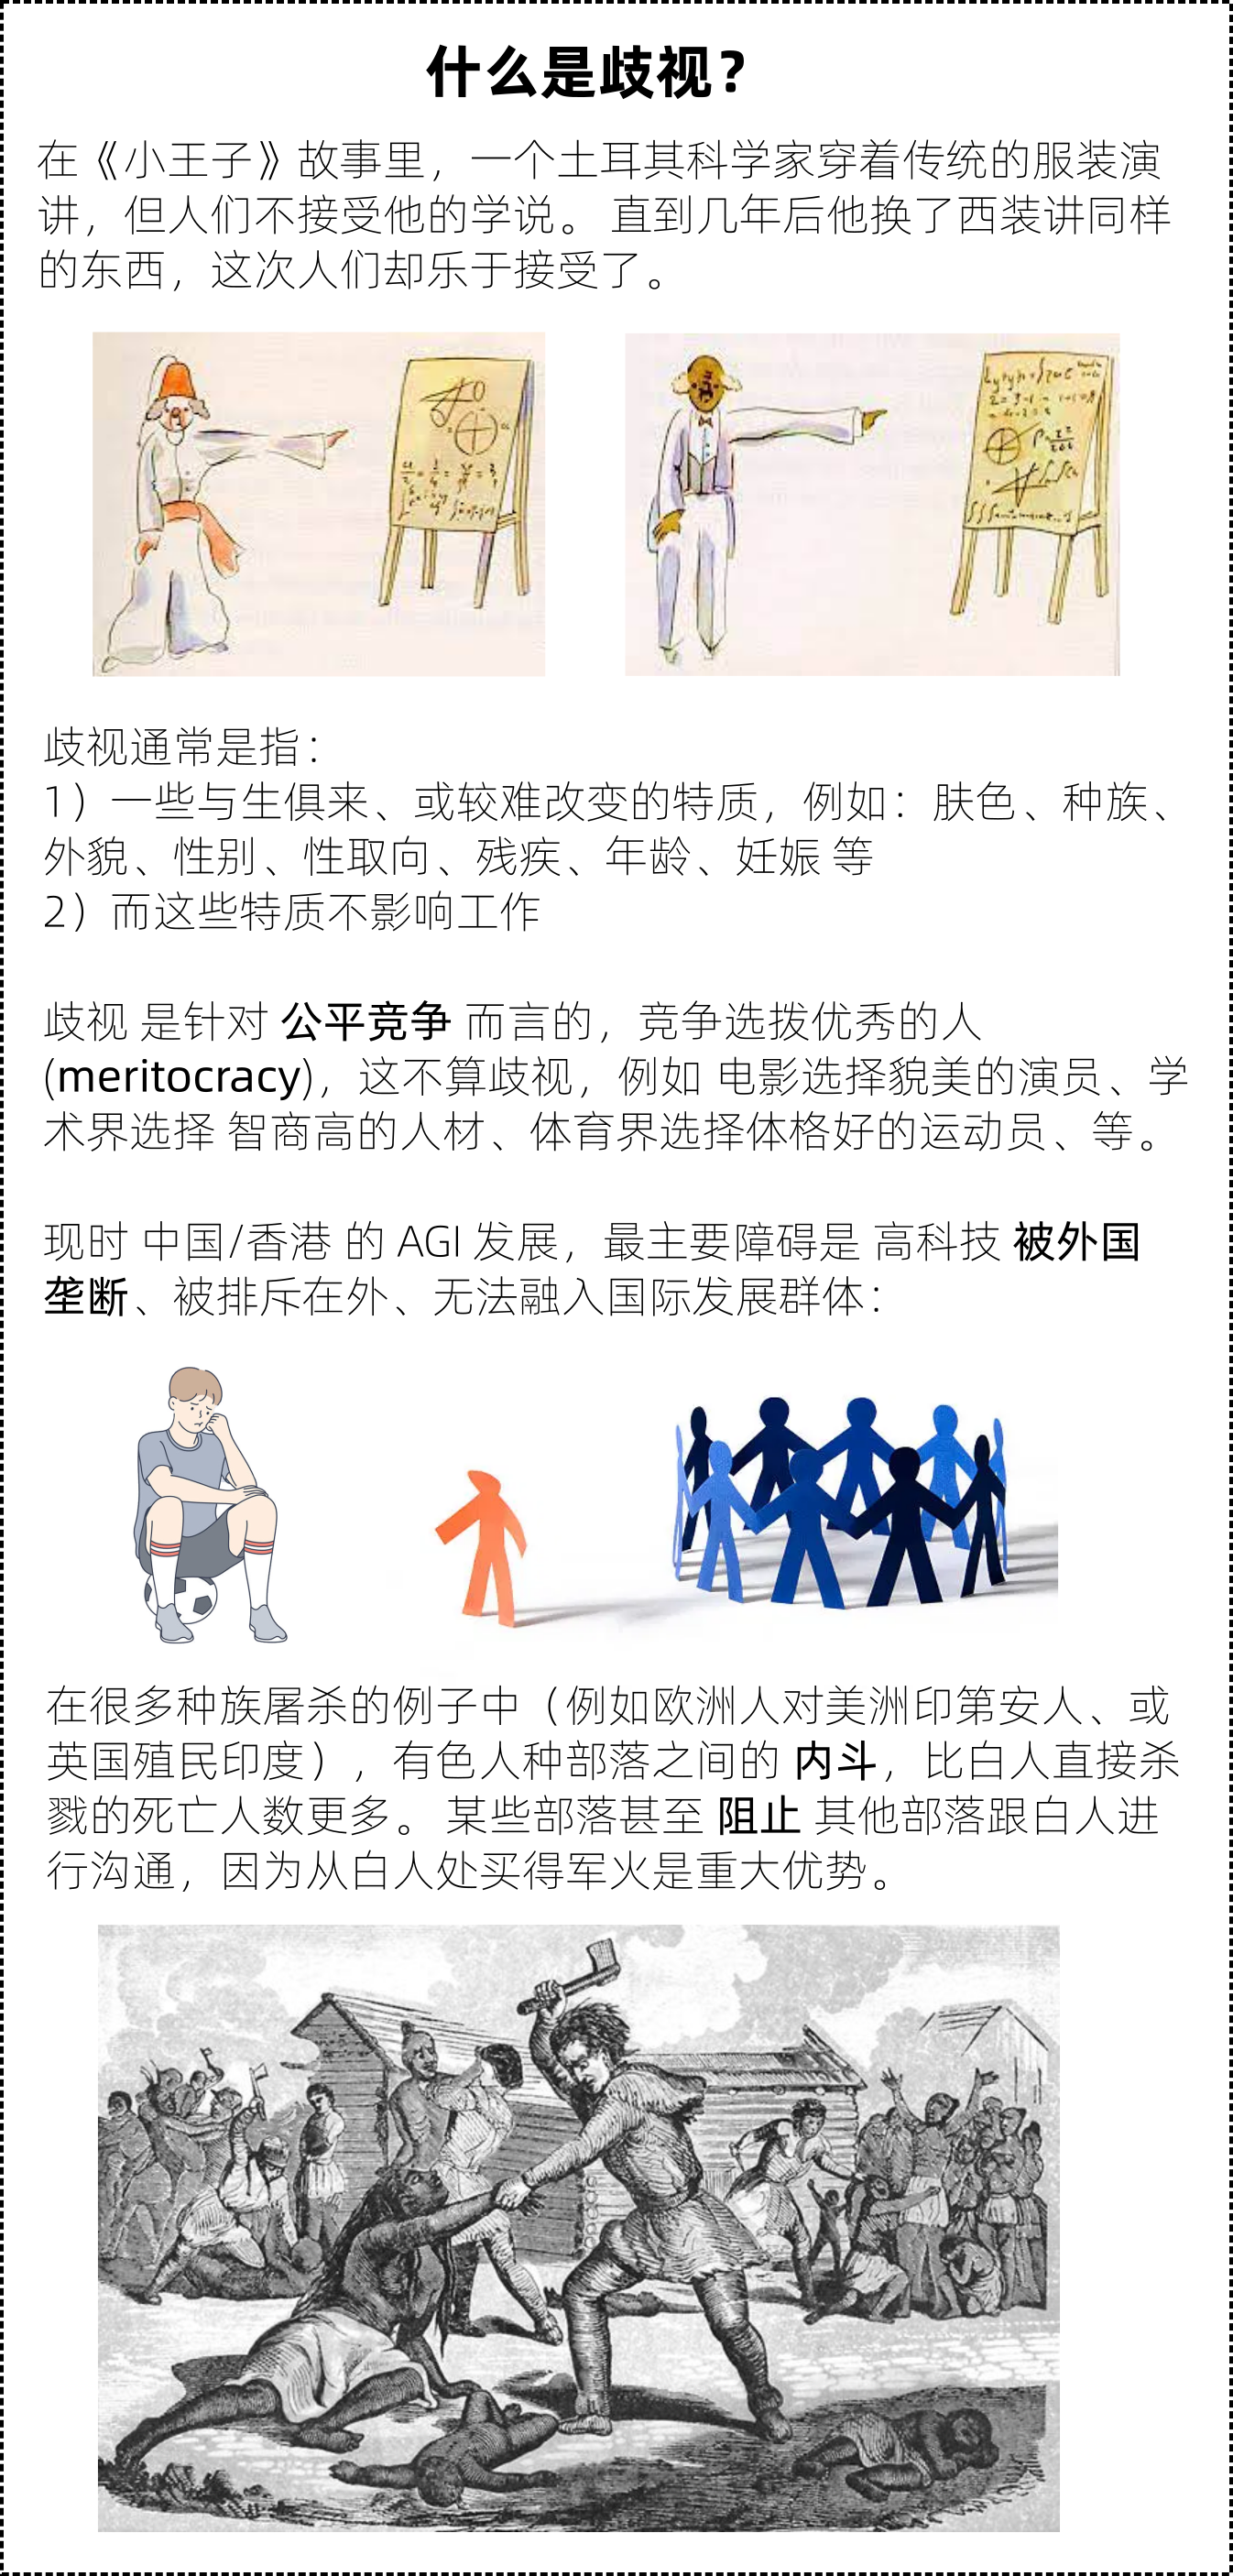 什么是歧视？
在《小王子》故事里，一个土耳其科学家穿着传统的服装演
讲，但人们不接受他的学说。 直到几年后他换了西装讲同样
的东西，这次人们却乐于接受了。
歧视通常是指：
1）一些与生俱来、或较难改变的特质，例如：肤色、种族、
外貌、性别、性取向、残疾、年龄、妊娠 等
2）而这些特质不影响工作
歧视 是针对 公平竞争 而言的，竞争选拨优秀的人
(meritocracy)，这不算歧视，例如 电影选择貌美的演员、学
术界选择 智商高的人材、体育界选择体格好的运动员、等。
现时 中国/香港 的 AGI 发展，最主要障碍是 高科技 被外国
垄断、被排斥在外、无法融入国际发展群体：
在很多种族屠杀的例子中（例如欧洲人对美洲印第安人、或
英国殖民印度），有色人种部落之间的 内斗，比白人直接杀
戮的死亡人数更多。 某些部落甚至 阻止 其他部落跟白人进
行沟通，因为从白人处买得军火是重大优势。